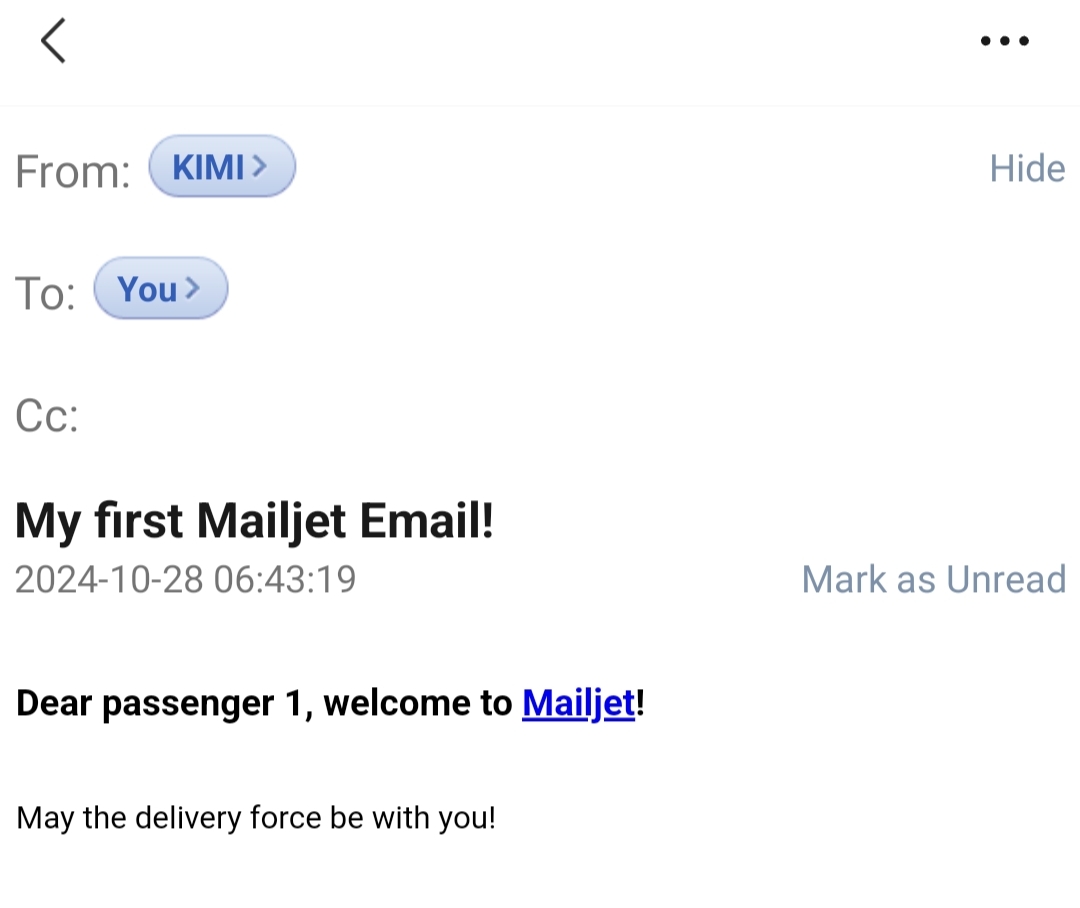 From: KIMI
Hide
To: You
Cc:
My first Mailjet Email!
2024-10-28 06:43:19
Mark as Unread
Dear passenger 1, welcome to Mailjet!
May the delivery force be with you!